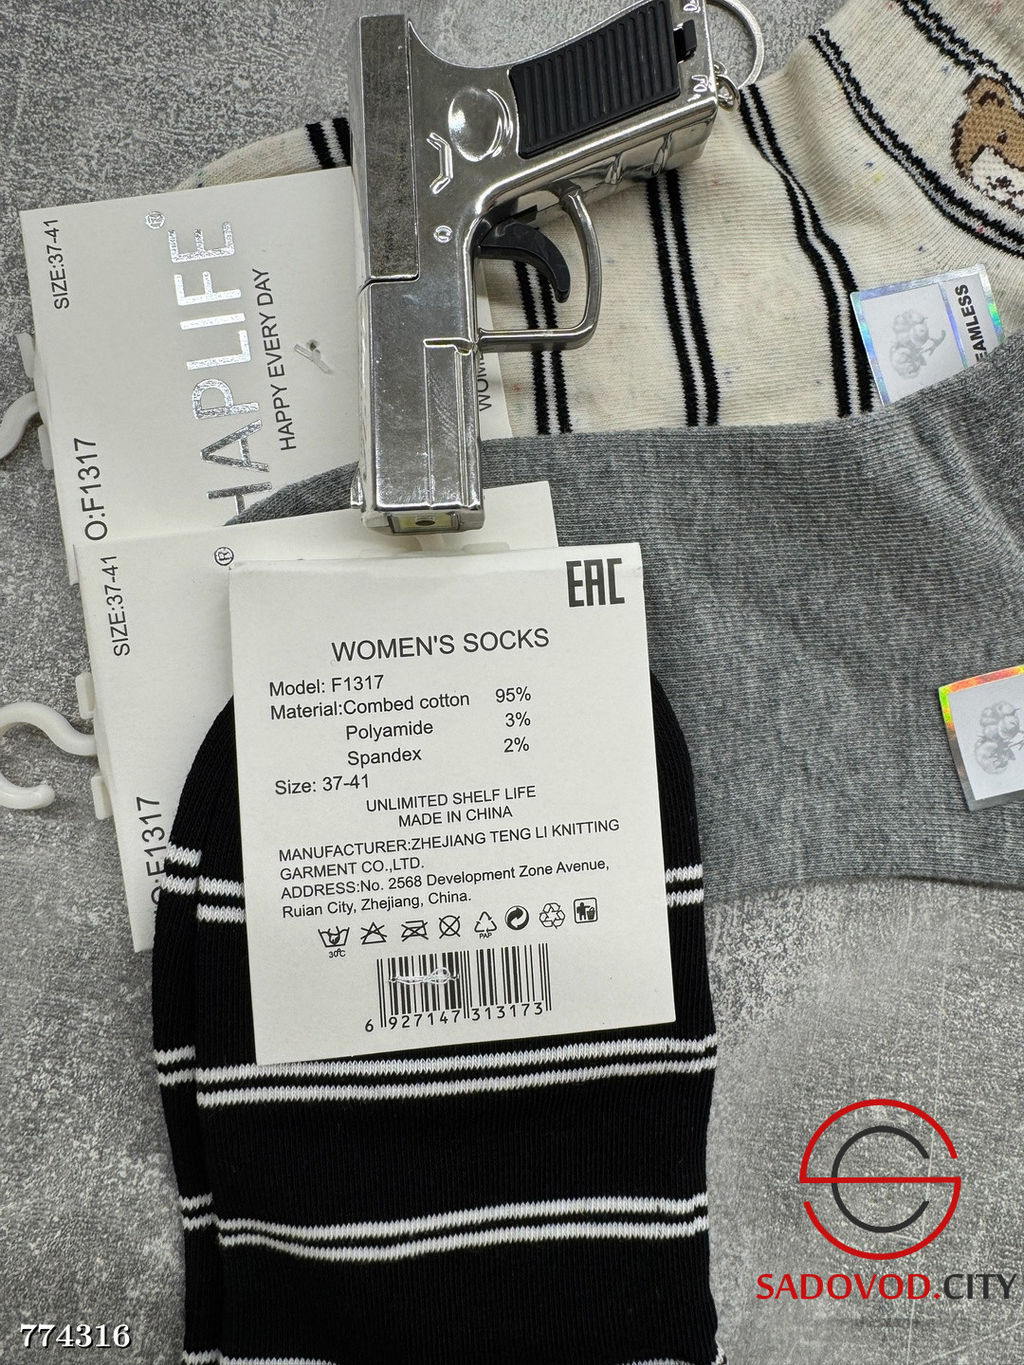 SIZE:37-41
HAPLIFE®
HAPPY EVERY DAY
O:F1317
SIZE:37-41
®
O:F1317
EAMLESS
EAC
WOMEN'S SOCKS
Model: F1317
Material:Combed cotton 95%
Polyamide 3%
Spandex 2%
Size: 37-41
UNLIMITED SHELF LIFE
MADE IN CHINA
MANUFACTURER:ZHEJIANG TENG LI KNITTING
GARMENT CO.,LTD.
ADDRESS:No. 2568 Development Zone Avenue,
Ruian City, Zhejiang, China.
30℃
PAP
6 927147 313173
SADOVOD.CITY
774316